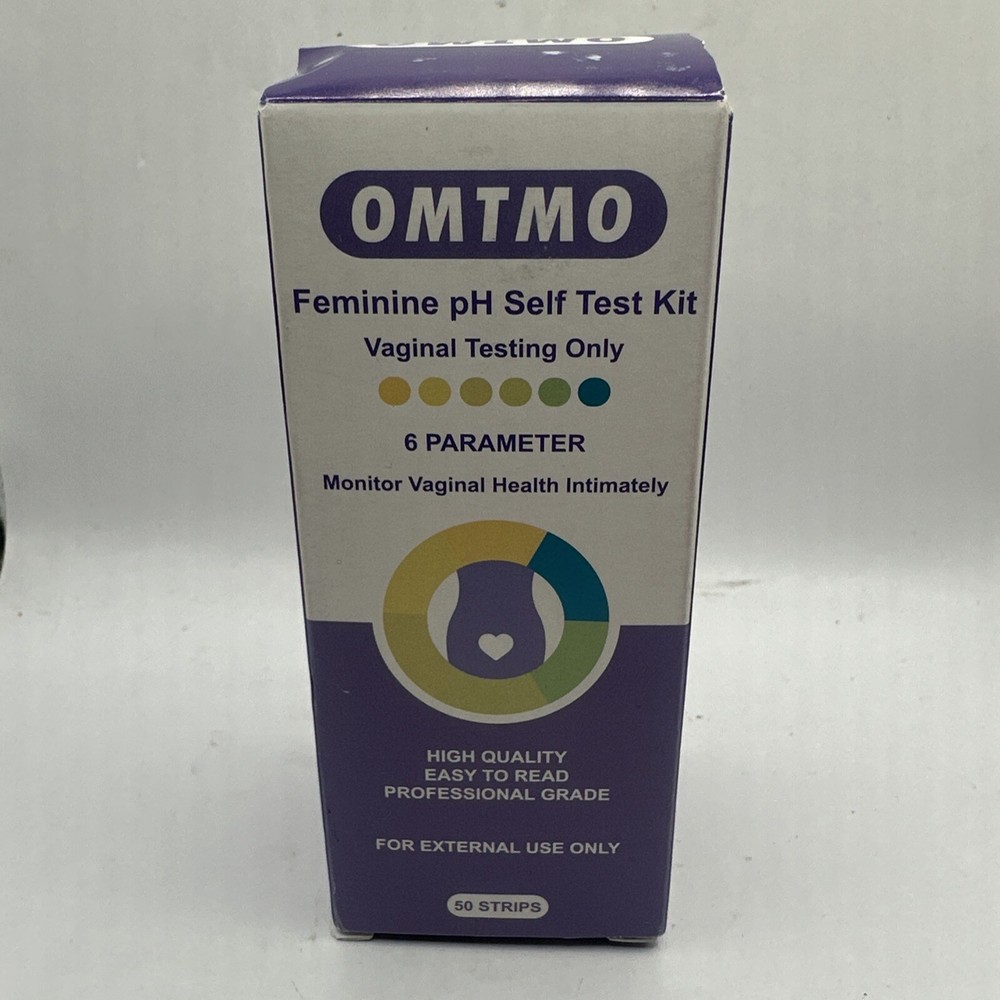 OMTMO
OMTMO
Feminine pH Self Test Kit
Vaginal Testing Only
6 PARAMETER
Monitor Vaginal Health Intimately
HIGH QUALITY
EASY TO READ
PROFESSIONAL GRADE
FOR EXTERNAL USE ONLY
50 STRIPS